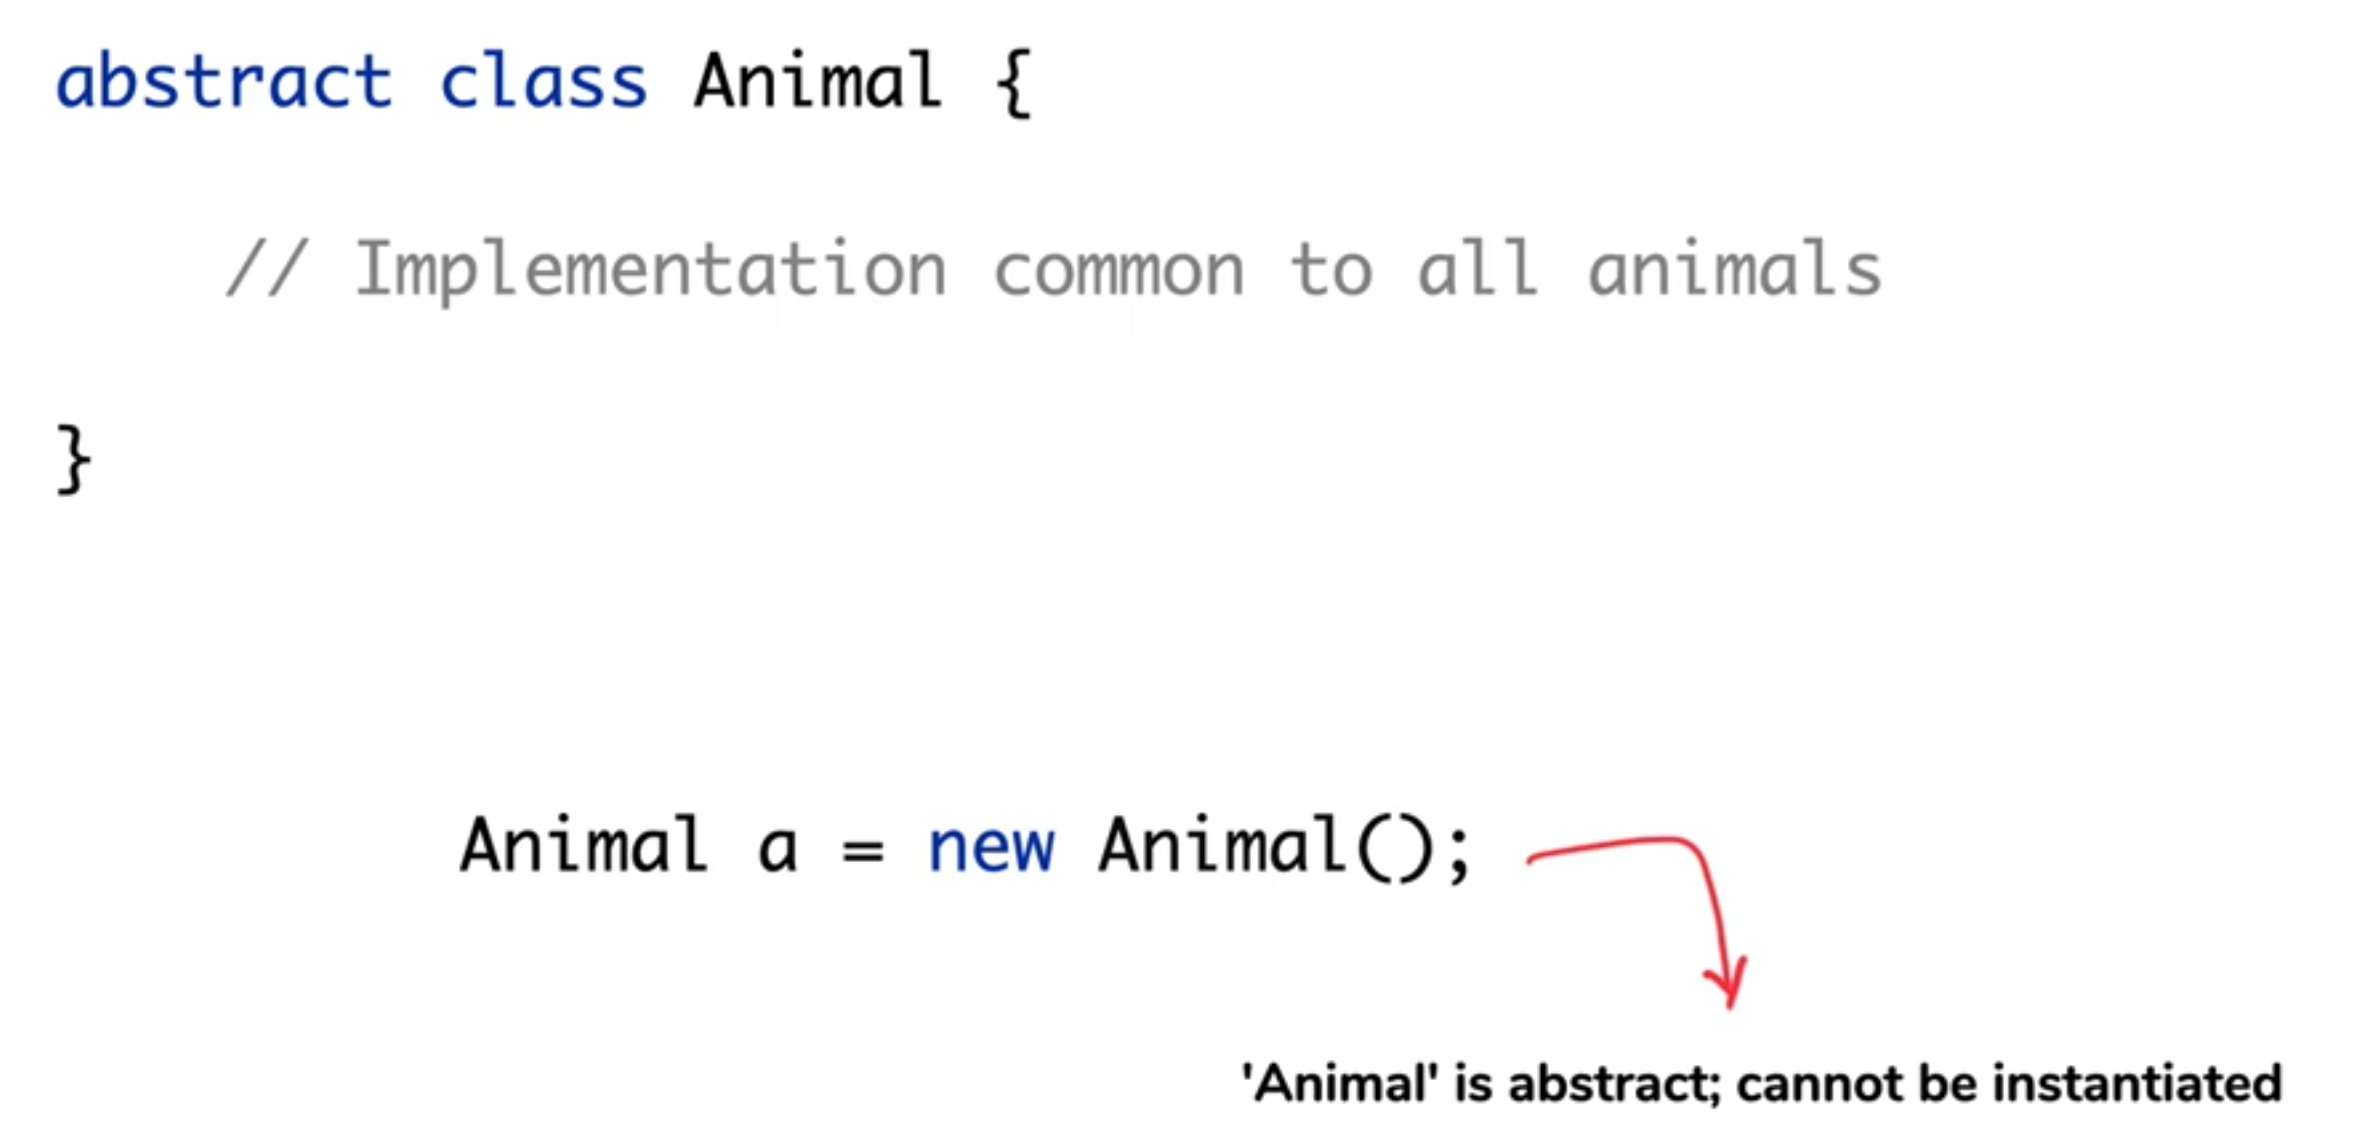 abstract class Animal {
// Implementation common to all animals
}
Animal a = new Animal();
'Animal' is abstract; cannot be instantiated